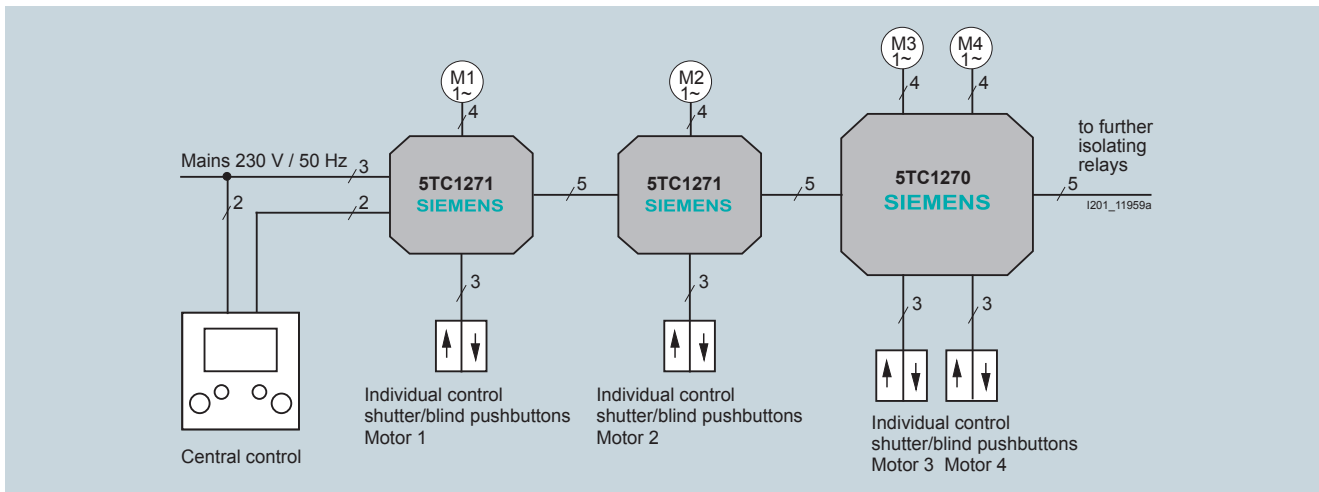 M1
1~
M2
1~
M3
1~
M4
1~
4
4
4
4
Mains 230 V / 50 Hz
3
2
2
5TC1271
SIEMENS
5
5TC1271
SIEMENS
5
5TC1270
SIEMENS
to further
isolating
relays
5
I201_11959a
3
3
3
3
Individual control
shutter/blind pushbuttons
Motor 1
Individual control
shutter/blind pushbuttons
Motor 2
Individual control
shutter/blind pushbuttons
Motor 3 Motor 4
Central control